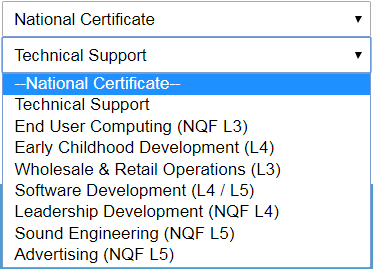 National Certificate
Technical Support
--National Certificate--
Technical Support
End User Computing (NQF L3)
Early Childhood Development (L4)
Wholesale & Retail Operations (L3)
Software Development (L4 / L5)
Leadership Development (NQF L4)
Sound Engineering (NQF L5)
Advertising (NQF L5)